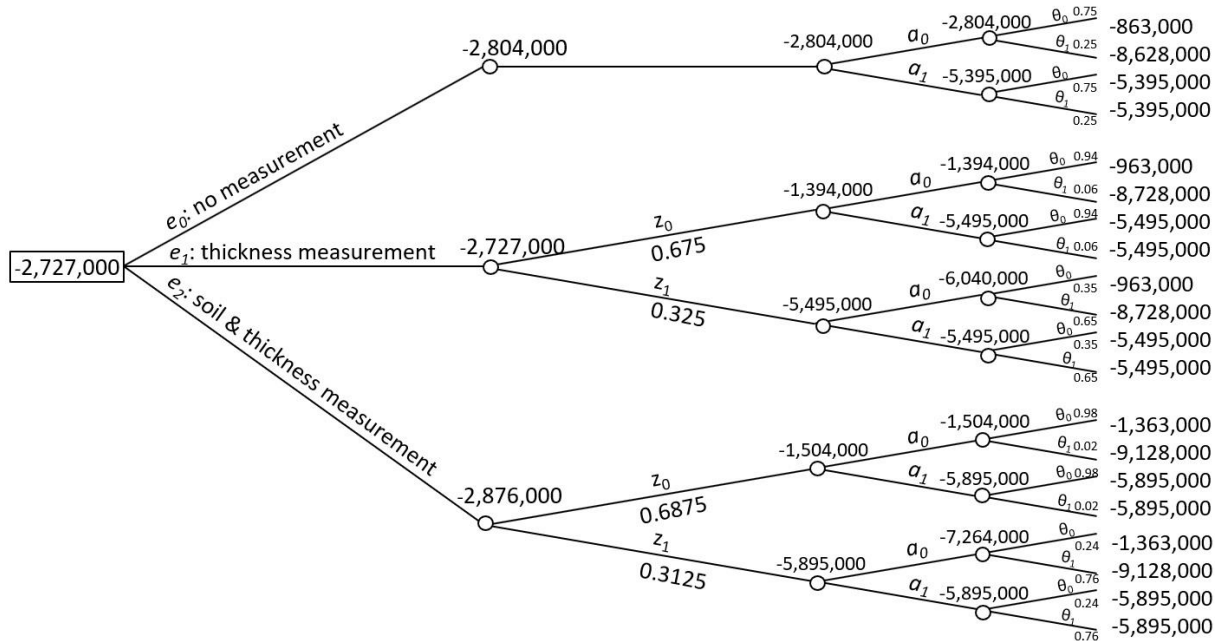 -2,727,000
e0: no measurement
-2,804,000
-2,804,000
a0
-2,804,000
θ0 0.75
-863,000
θ1 0.25
-8,628,000
a1
-5,395,000
θ0
0.75
-5,395,000
θ1
0.25
-5,395,000
e1: thickness measurement
-2,727,000
z0
0.675
-1,394,000
a0
-1,394,000
θ0 0.94
-963,000
θ1 0.06
-8,728,000
a1
-5,495,000
θ0 0.94
-5,495,000
θ1 0.06
-5,495,000
z1
0.325
-5,495,000
a0
-6,040,000
θ0
0.35
-963,000
θ1
0.65
-8,728,000
a1
-5,495,000
θ0
0.35
-5,495,000
θ1
0.65
-5,495,000
e2: soil & thickness measurement
-2,876,000
z0
0.6875
-1,504,000
a0
-1,504,000
θ0 0.98
-1,363,000
θ1 0.02
-9,128,000
a1
-5,895,000
θ0 0.98
-5,895,000
θ1 0.02
-5,895,000
z1
0.3125
-5,895,000
a0
-7,264,000
θ0
0.24
-1,363,000
θ1
0.76
-9,128,000
a1
-5,895,000
θ0
0.24
-5,895,000
θ1
0.76
-5,895,000